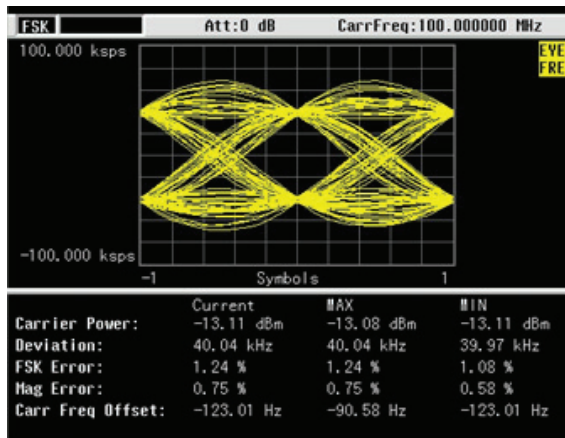 FSK Att:0 dB CarrFreq:100.000000 MHz
100.000 ksps
EYE
FRE
-100.000 ksps
-1 Symbols 1
Current MAX MIN
Carrier Power: -13.11 dBm -13.08 dBm -13.11 dBm
Deviation: 40.04 kHz 40.04 kHz 39.97 kHz
FSK Error: 1.24 % 1.24 % 1.08 %
Mag Error: 0.75 % 0.75 % 0.58 %
Carr Freq Offset: -123.01 Hz -90.58 Hz -123.01 Hz